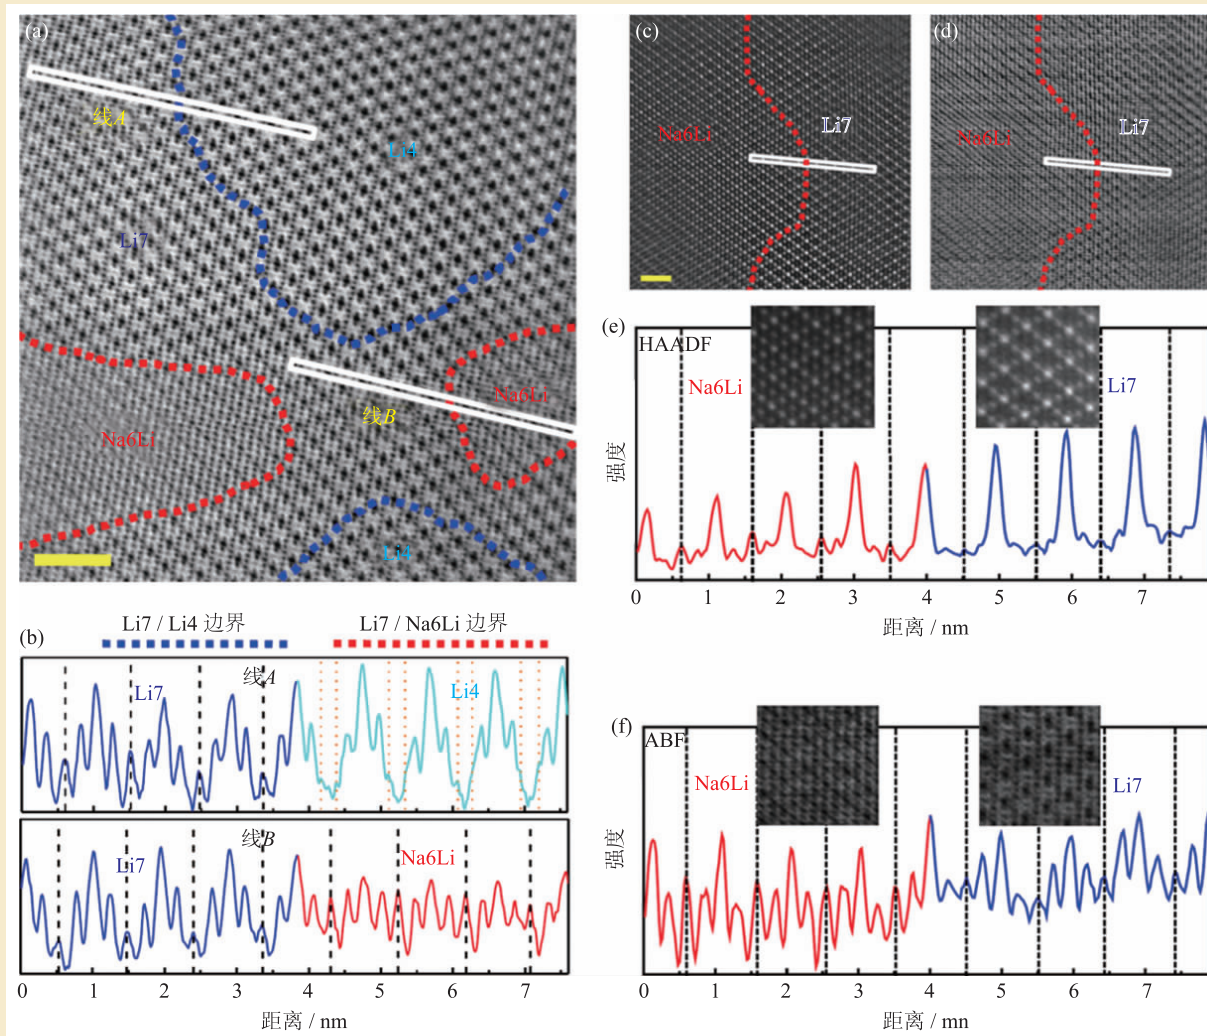 (a)
线A
Li4
Li7
Na6Li
线B
Na6Li
Li4
(b)
Li7 / Li4 边界
Li7 / Na6Li 边界
线A
Li7
Li4
线B
Li7
Na6Li
0 1 2 3 4 5 6 7
距离 / nm
(c)
Li7
Na6Li
(d)
Li7
Na6Li
(e)
HAADF
Na6Li
Li7
强度
0 1 2 3 4 5 6 7
距离 / nm
(f)
ABF
Na6Li
Li7
强度
0 1 2 3 4 5 6 7
距离 / mn